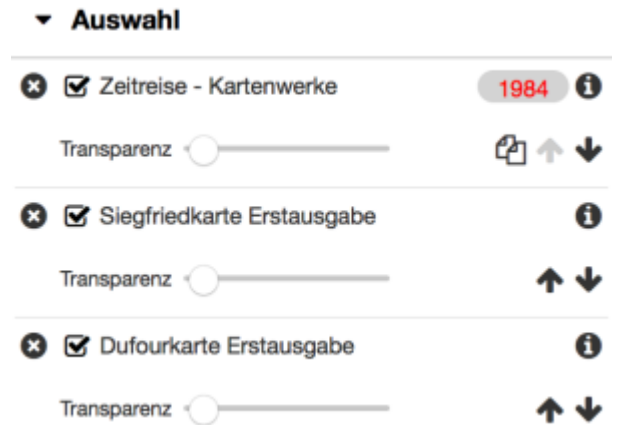 Auswahl
Zeitreise - Kartenwerke 1984
Transparenz
Siegfriedkarte Erstausgabe
Transparenz
Dufourkarte Erstausgabe
Transparenz